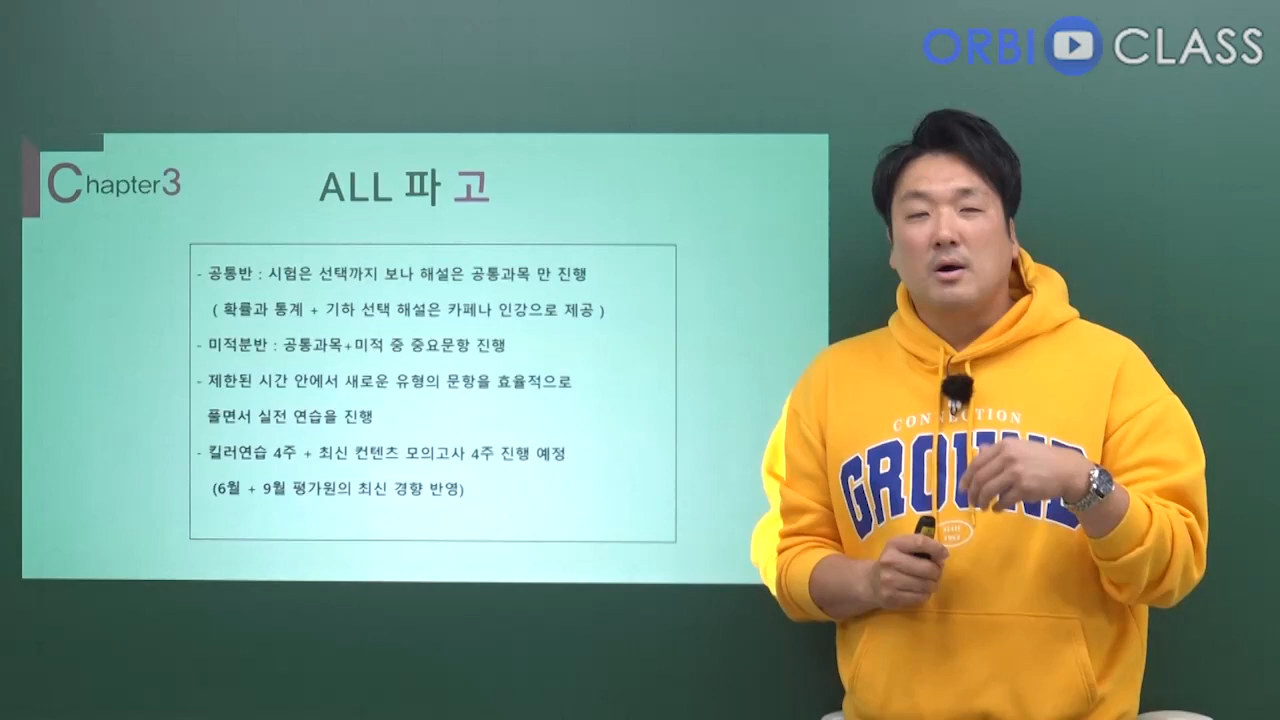 ORBI CLASS
Chapter3
ALL 파고
- 공통반 : 시험은 선택까지 보나 해설은 공통과목 만 진행
( 확률과 통계 + 기하 선택 해설은 카페나 인강으로 제공 )
- 미적분반 : 공통과목+미적 중 중요문항 진행
- 제한된 시간 안에서 새로운 유형의 문항을 효율적으로
풀면서 실전 연습을 진행
- 킬러연습 4주 + 최신 컨텐츠 모의고사 4주 진행 예정
(6월 + 9월 평가원의 최신 경향 반영)
CONNECTION
GROUND